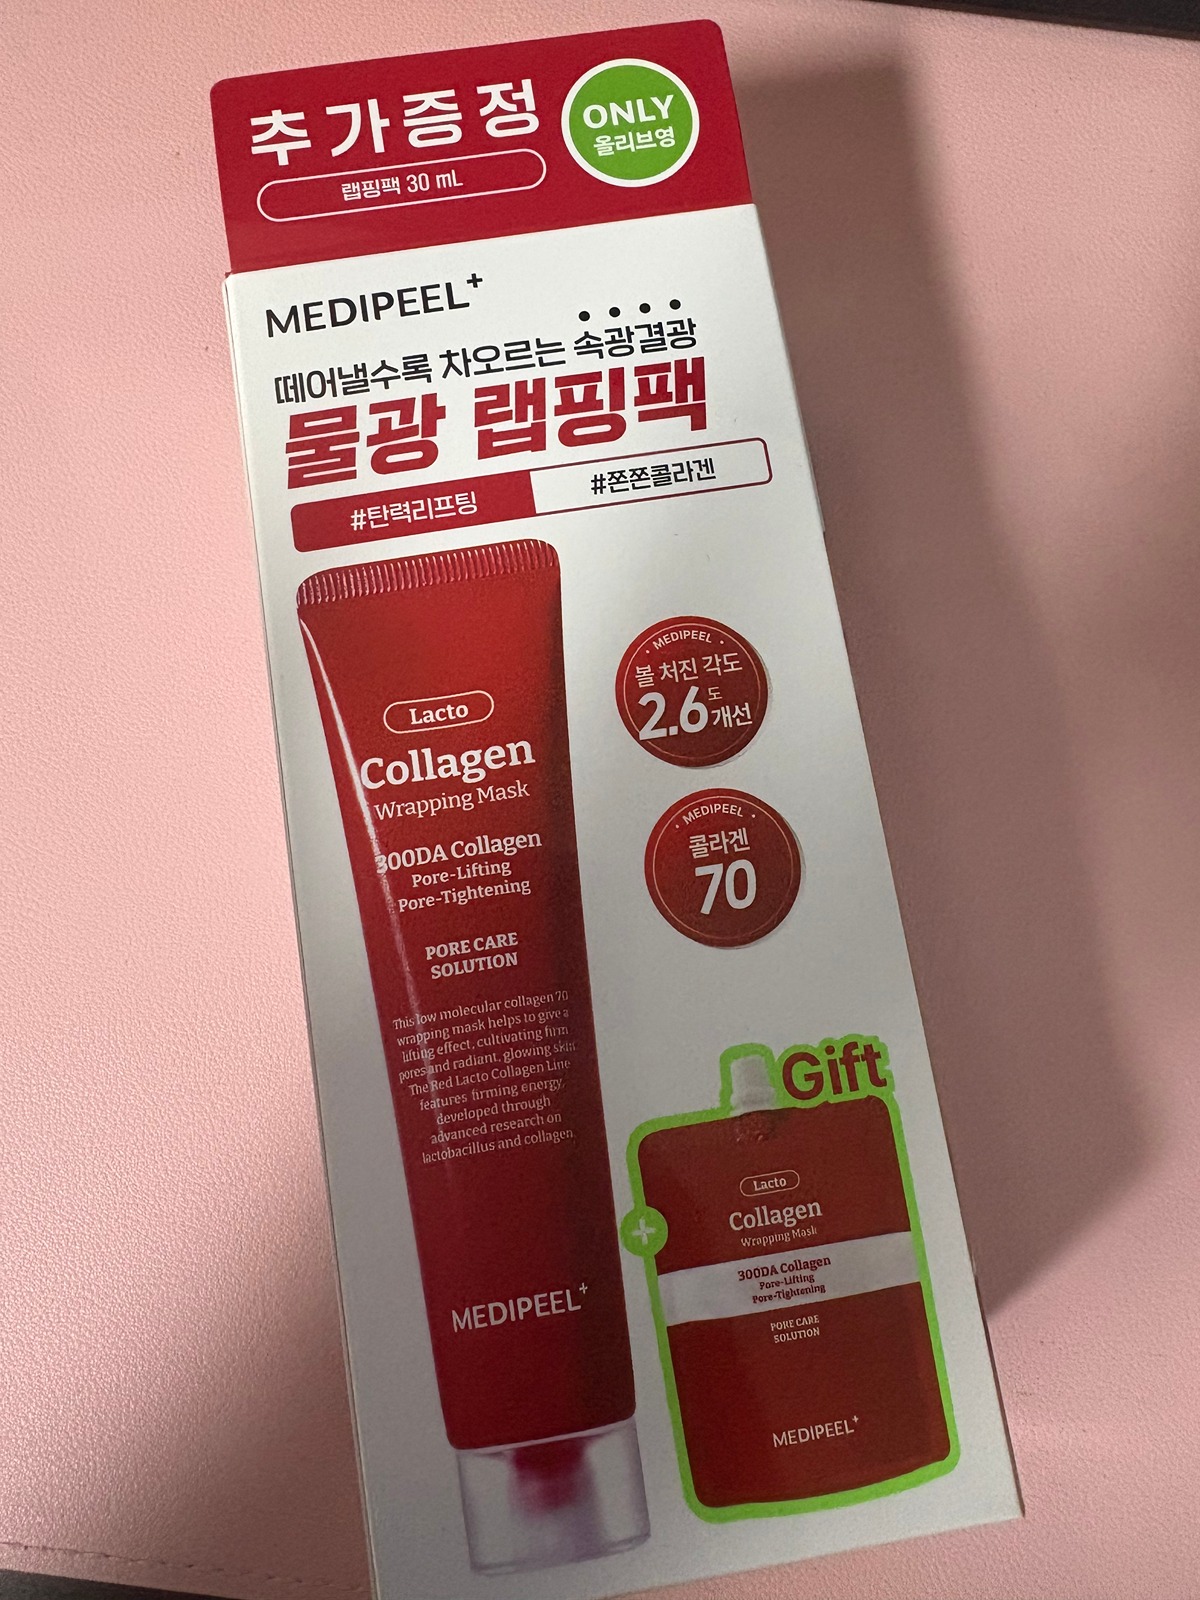 추가증정
ONLY
올리브영
랩핑팩 30 mL
MEDIPEEL+
떼어낼수록 차오르는 속광결광
물광 랩핑팩
#탄력리프팅
#쫀쫀콜라겐
Lacto
Collagen
Wrapping Mask
300DA Collagen
Pore-Lifting
Pore-Tightening
PORE CARE
SOLUTION
This low molecular collagen 70
wrapping mask helps to give a
lifting effect, cultivating firm
pores and radiant, glowing skin
The Red Lacto Collagen Line
features firming energy
developed through
advanced research on
lactobacillus and collagen.
MEDIPEEL+
MEDIPEEL
볼 처진 각도
2.6도 개선
MEDIPEEL
콜라겐
70
Gift
+
Lacto
Collagen
Wrapping Mask
300DA Collagen
Pore-Lifting
Pore-Tightening
PORE CARE
SOLUTION
MEDIPEEL+